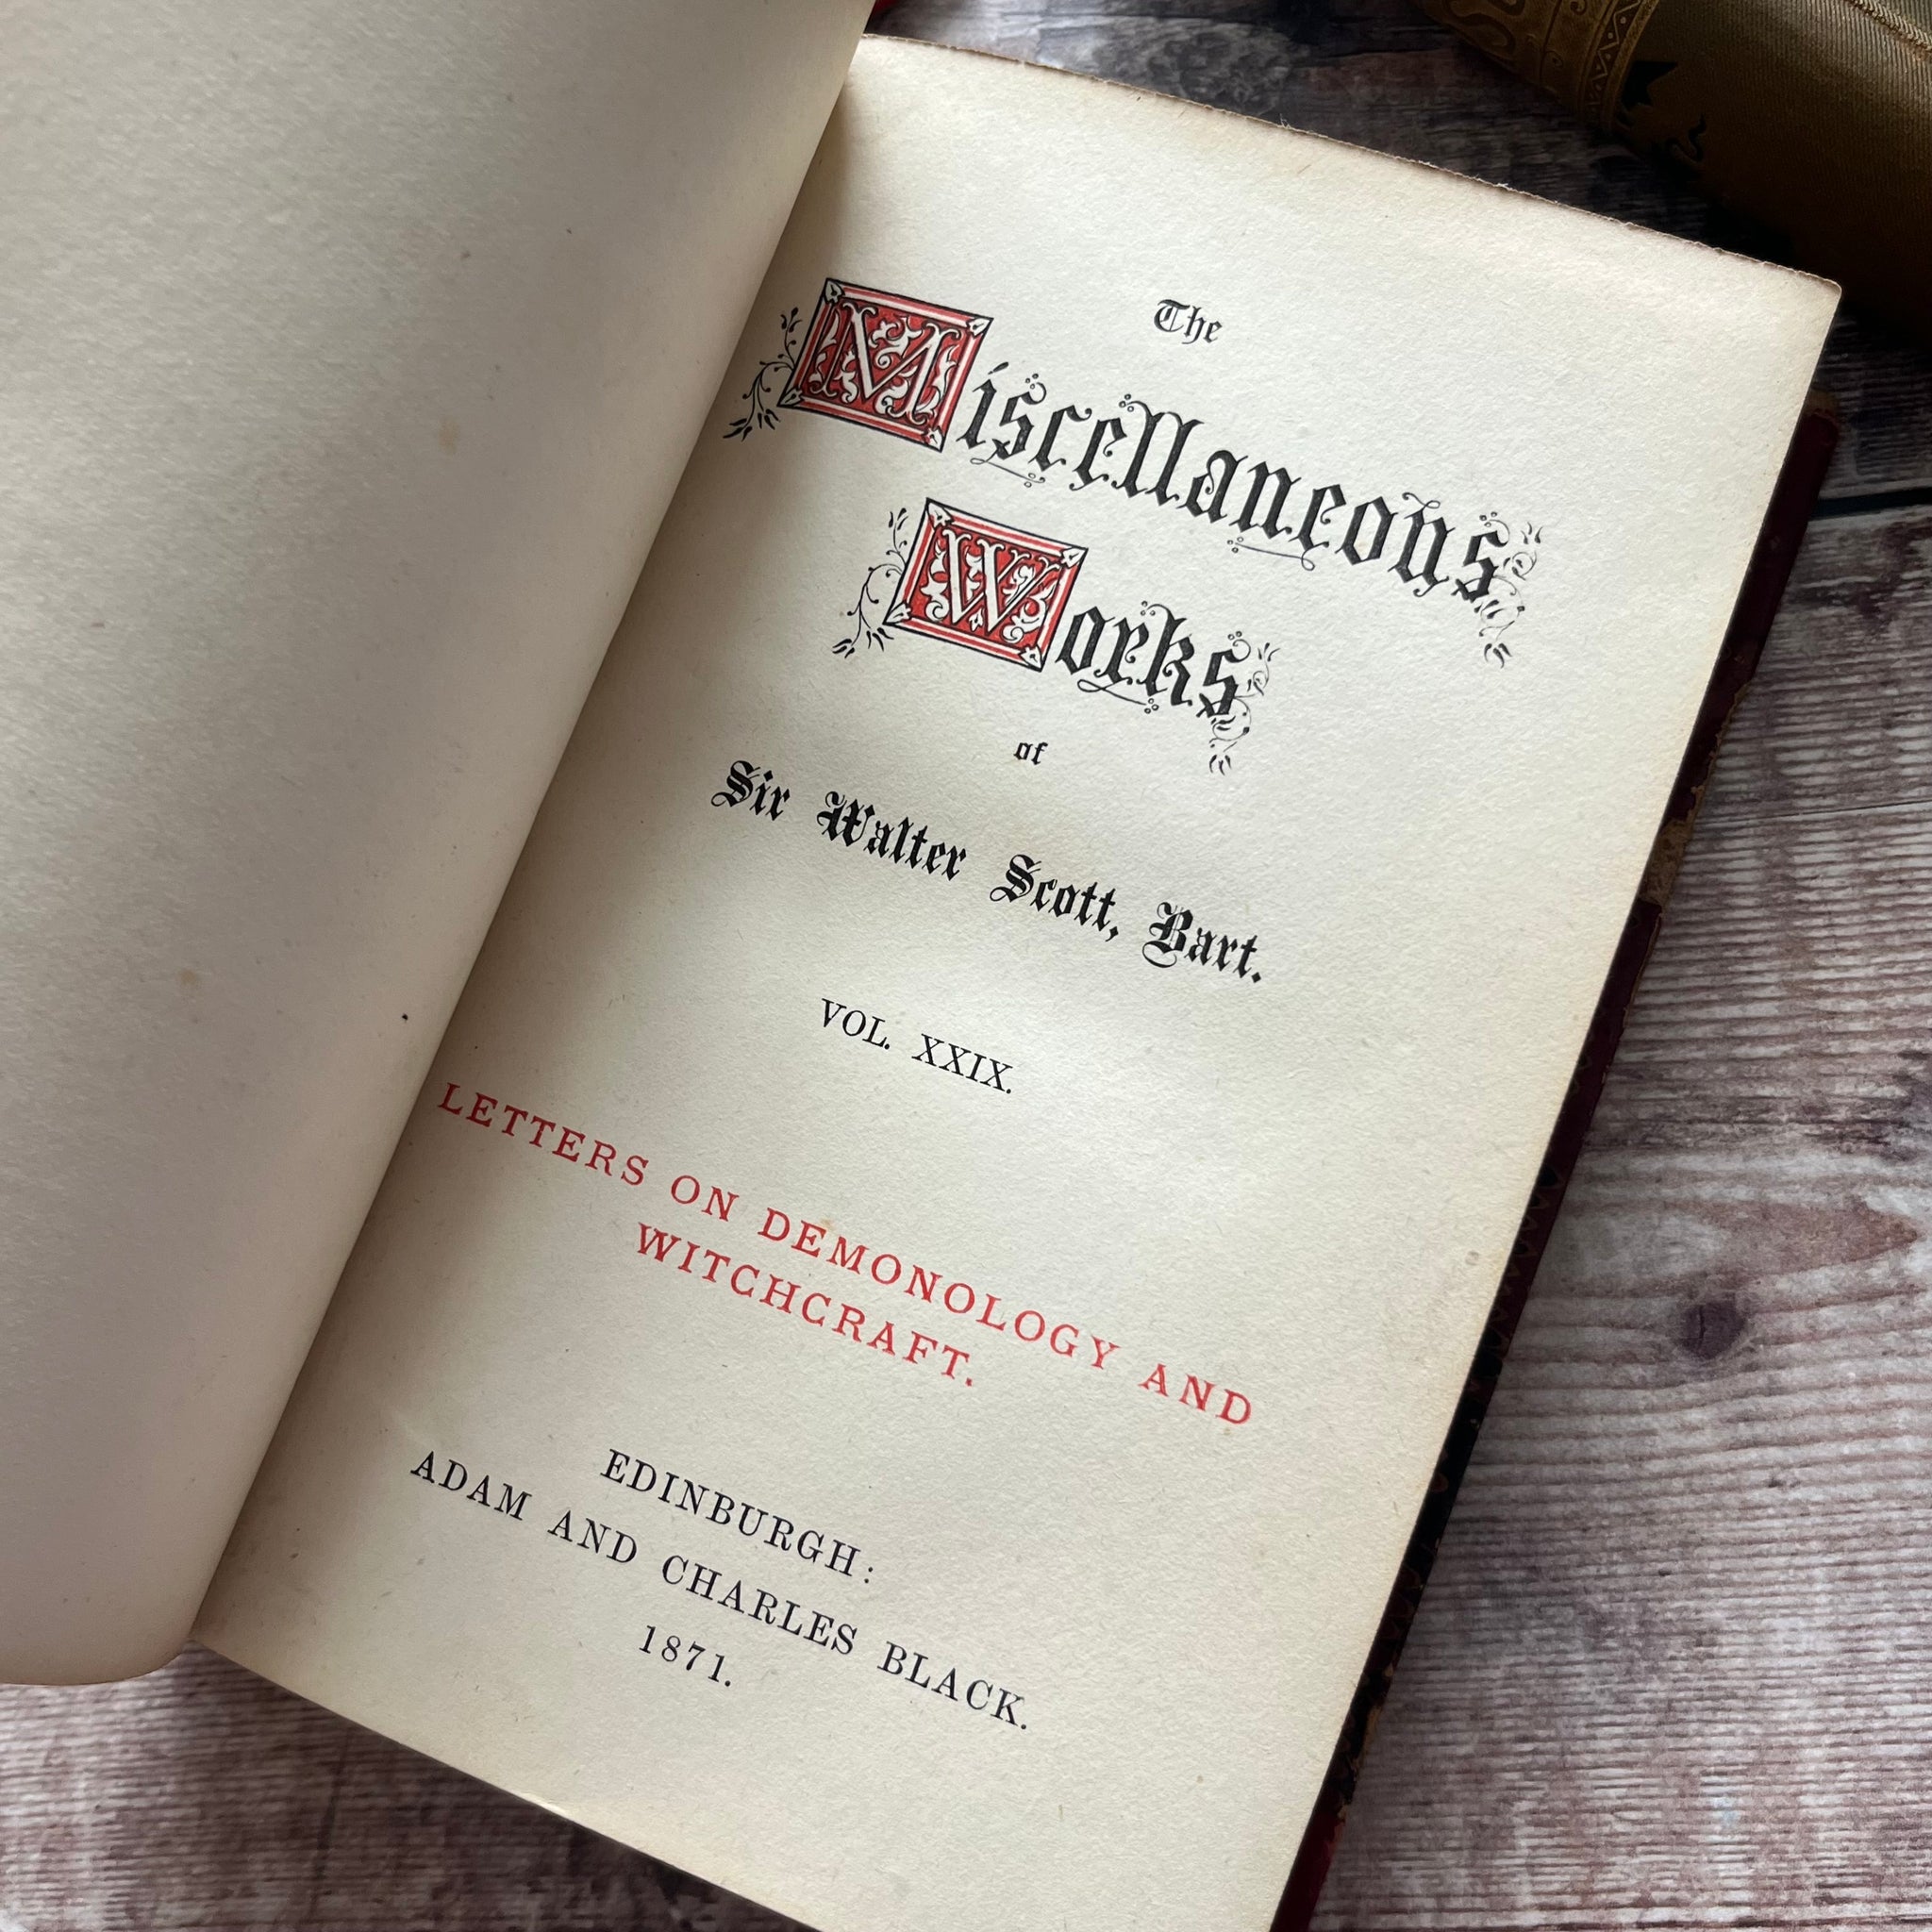 The
Miscellaneous
Works
of
Sir Walter Scott, Bart.
VOL. XXIX.
LETTERS ON DEMONOLOGY AND
WITCHCRAFT.
EDINBURGH:
ADAM AND CHARLES BLACK.
1871.